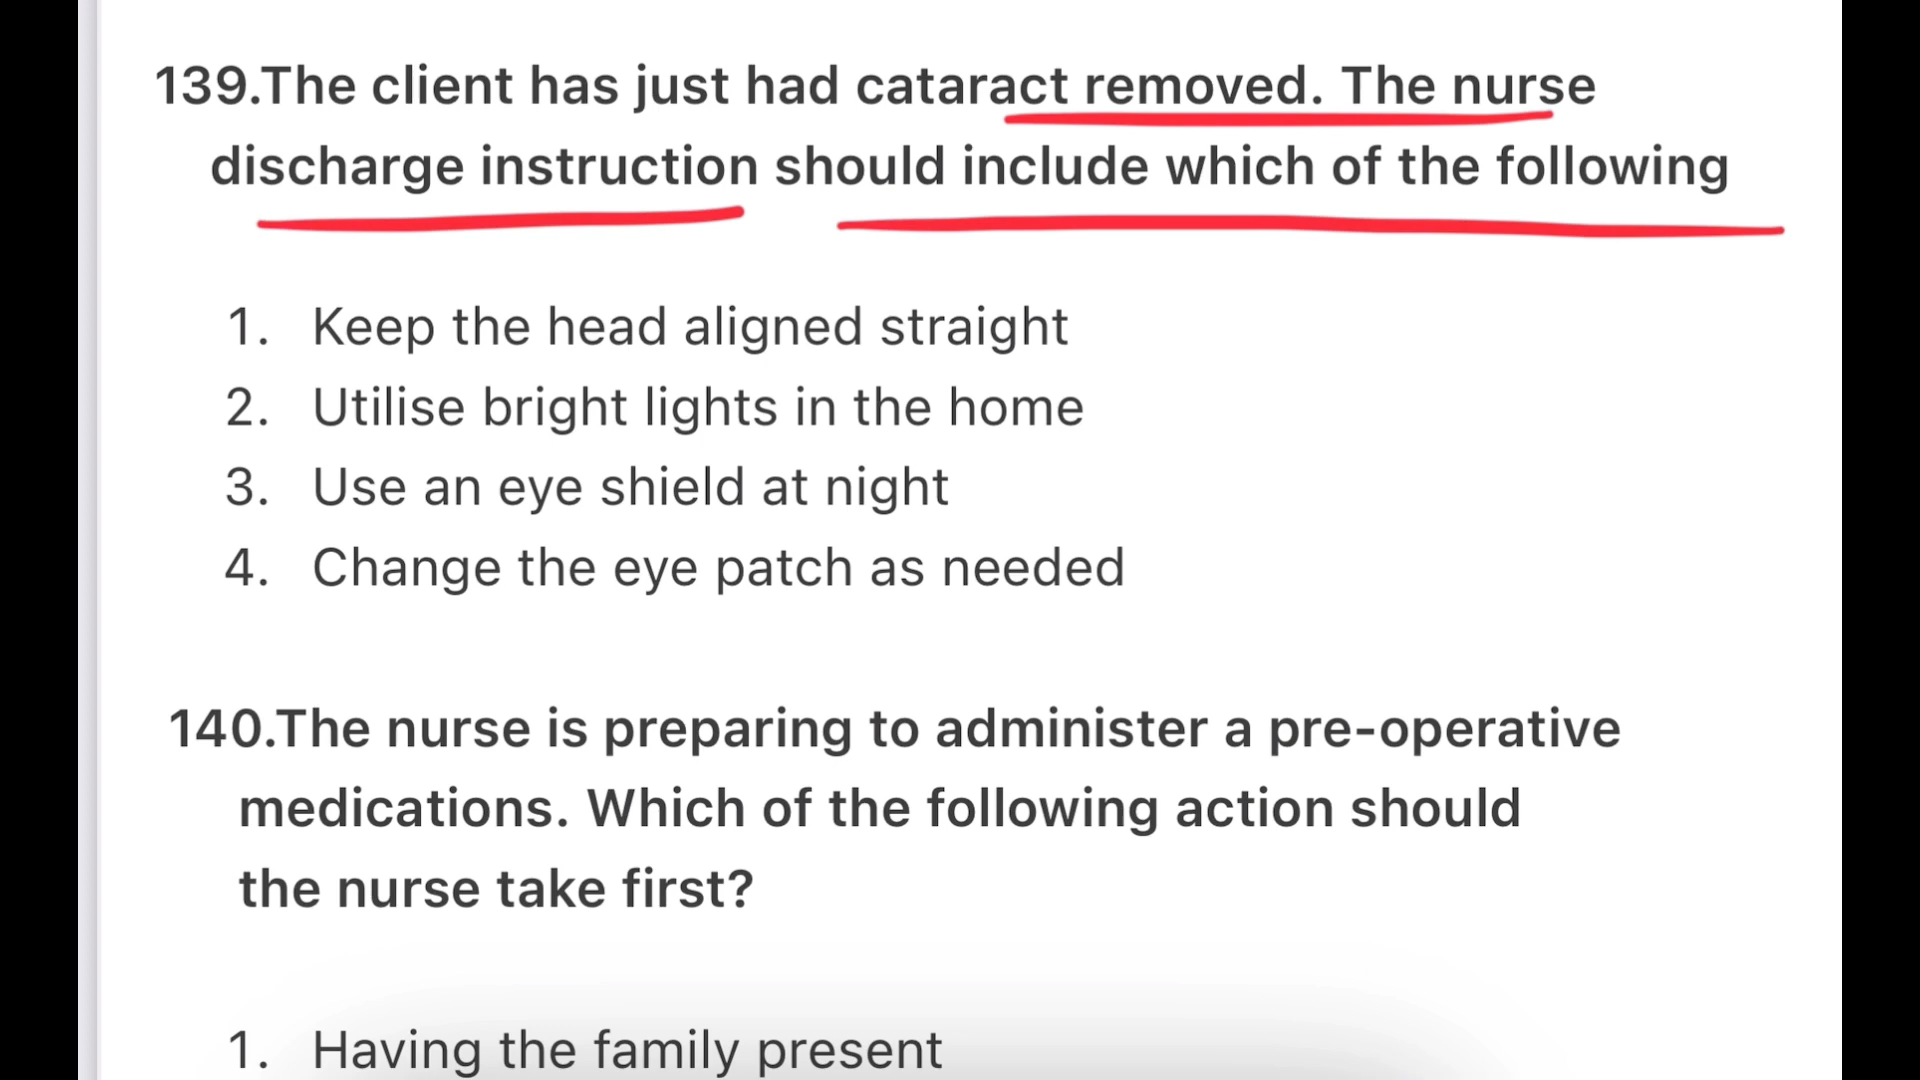 139.The client has just had cataract removed. The nurse
discharge instruction should include which of the following
1. Keep the head aligned straight
2. Utilise bright lights in the home
3. Use an eye shield at night
4. Change the eye patch as needed
140.The nurse is preparing to administer a pre-operative
medications. Which of the following action should
the nurse take first?
1. Having the family present